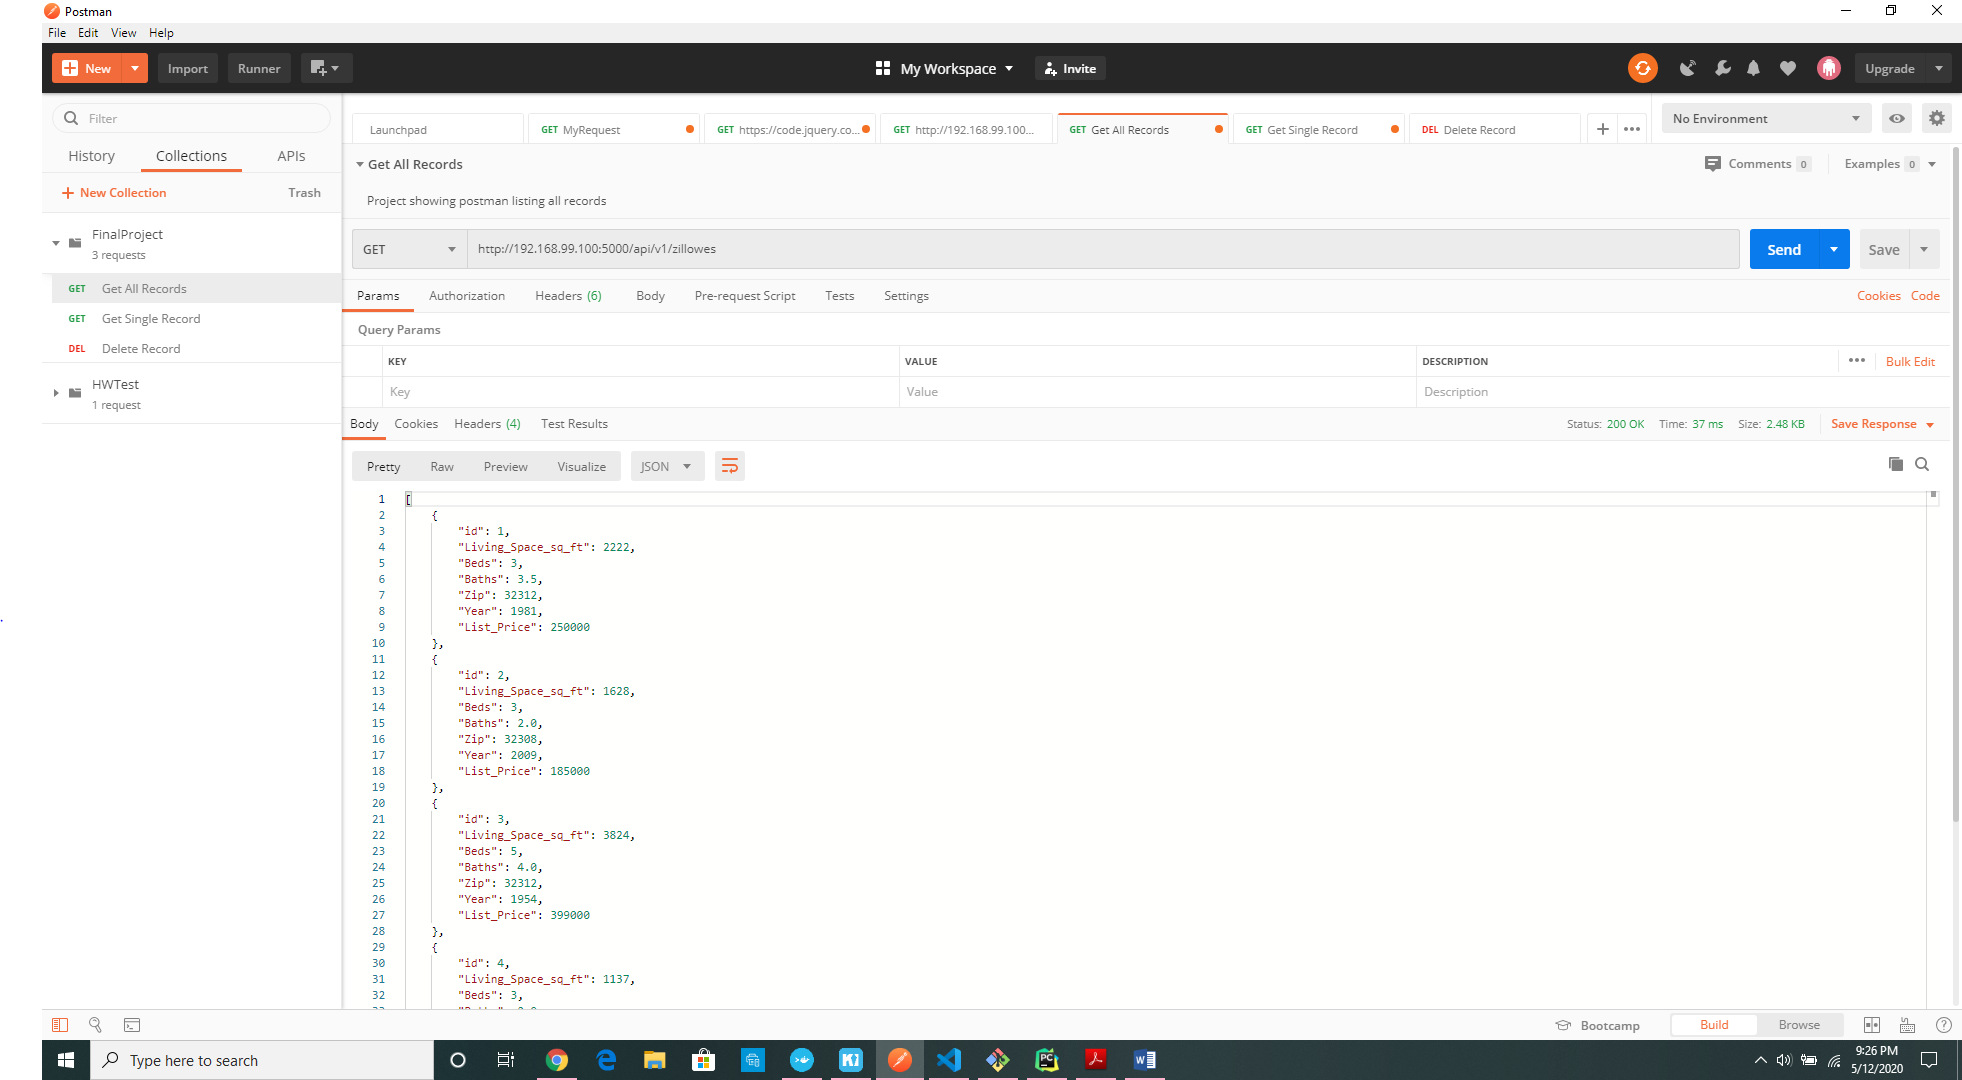 Postman
File Edit View Help
New Import Runner My Workspace Invite Upgrade
Filter
History Collections APIs
New Collection Trash
FinalProject
3 requests
GET Get All Records
GET Get Single Record
DEL Delete Record
HWTest
1 request
Launchpad GET MyRequest GET https://code.jquery.co... GET http://192.168.99.100... GET Get All Records GET Get Single Record DEL Delete Record
No Environment
Get All Records Comments 0 Examples 0
Project showing postman listing all records
GET http://192.168.99.100:5000/api/v1/zillowes Send Save
Params Authorization Headers (6) Body Pre-request Script Tests Settings Cookies Code
Query Params
KEY VALUE DESCRIPTION Bulk Edit
Key Value Description
Body Cookies Headers (4) Test Results Status: 200 OK Time: 37 ms Size: 2.48 KB Save Response
Pretty Raw Preview Visualize JSON
1 [
2 {
3 "id": 1,
4 "Living_Space_sq_ft": 2222,
5 "Beds": 3,
6 "Baths": 3.5,
7 "Zip": 32312,
8 "Year": 1981,
9 "List_Price": 250000
10 },
11 {
12 "id": 2,
13 "Living_Space_sq_ft": 1628,
14 "Beds": 3,
15 "Baths": 2.0,
16 "Zip": 32308,
17 "Year": 2009,
18 "List_Price": 185000
19 },
20 {
21 "id": 3,
22 "Living_Space_sq_ft": 3824,
23 "Beds": 5,
24 "Baths": 4.0,
25 "Zip": 32312,
26 "Year": 1954,
27 "List_Price": 399000
28 },
29 {
30 "id": 4,
31 "Living_Space_sq_ft": 1137,
32 "Beds": 3,
Bootcamp Build Browse
Type here to search
9:26 PM
5/12/2020